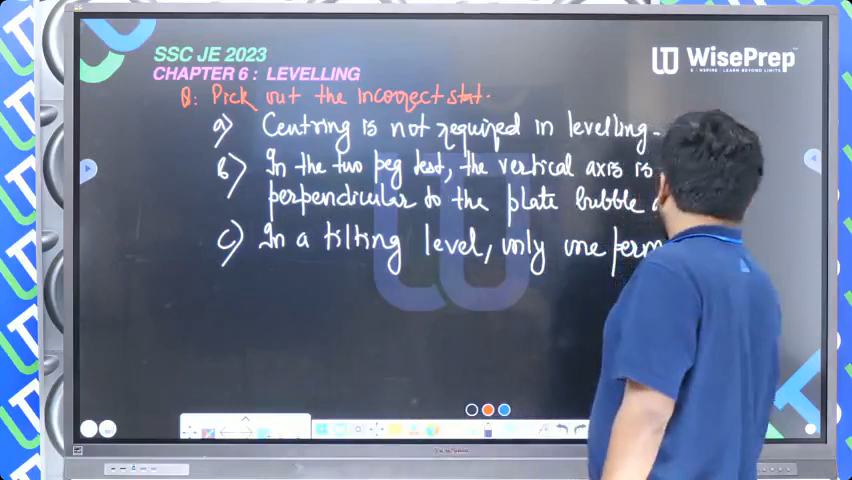 SSC JE 2023
CHAPTER 6 : LEVELLING
WisePrep
Q: Pick out the incorrect stat.
a) Centring is not required in levelling.
b) In the two peg test, the vertical axis is
perpendicular to the plate bubble
c) In a tilting level, only one perm